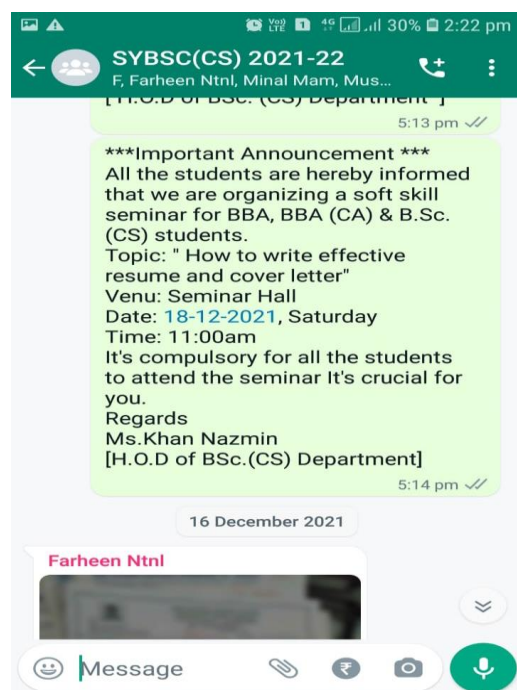 Vo)) LTE 1 4G 30% 2:22 pm
SYBSC(CS) 2021-22
F, Farheen Ntnl, Minal Mam, Mus...
[ H.O.D of BSc. (CS) Department ]
5:13 pm
***Important Announcement ***
All the students are hereby informed
that we are organizing a soft skill
seminar for BBA, BBA (CA) & B.Sc.
(CS) students.
Topic: " How to write effective
resume and cover letter"
Venu: Seminar Hall
Date: 18-12-2021, Saturday
Time: 11:00am
It's compulsory for all the students
to attend the seminar It's crucial for
you.
Regards
Ms.Khan Nazmin
[H.O.D of BSc.(CS) Department]
5:14 pm
16 December 2021
Farheen Ntnl
Message